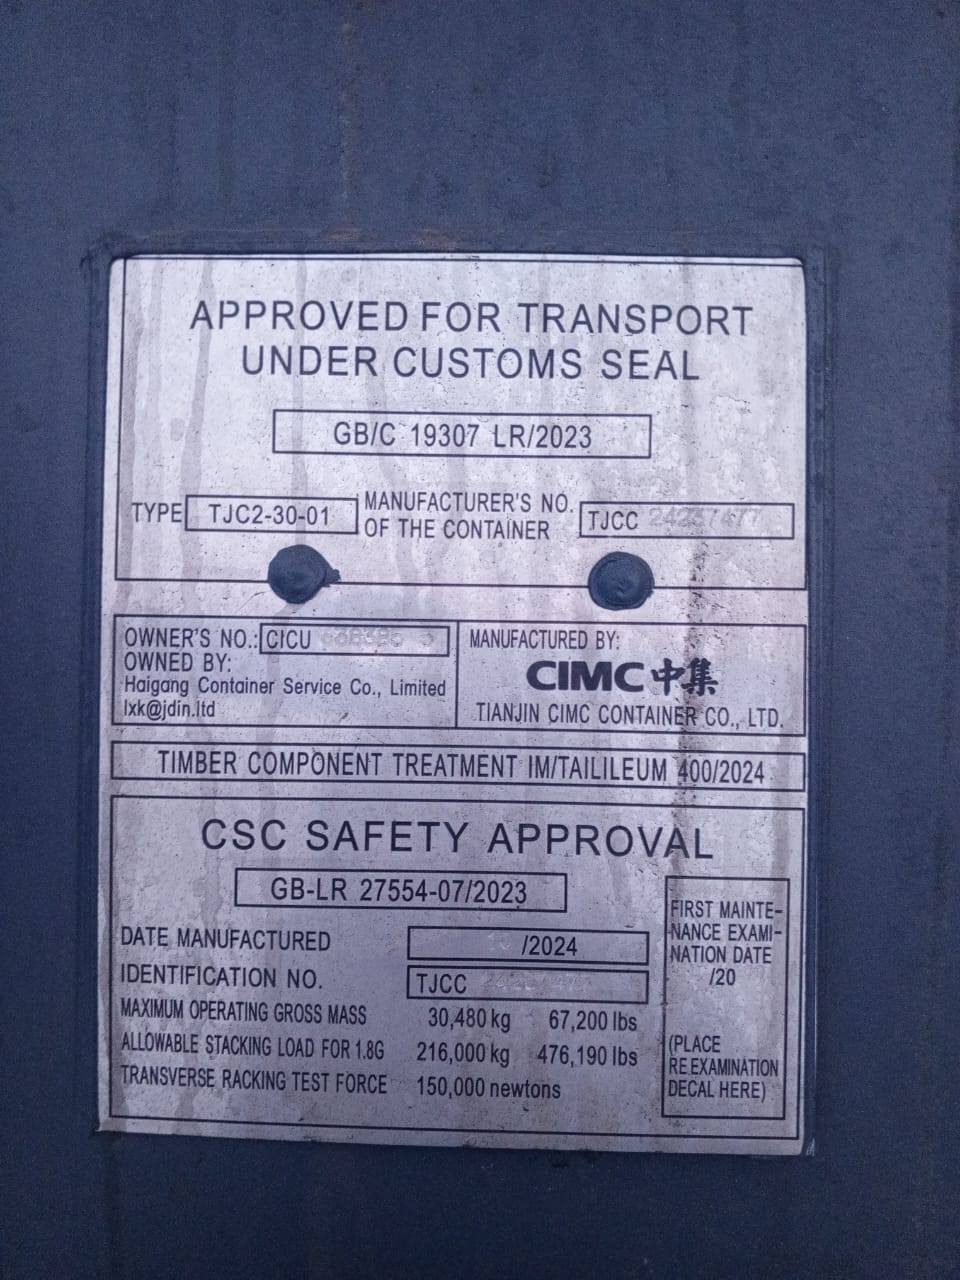 APPROVED FOR TRANSPORT
UNDER CUSTOMS SEAL
GB/C 19307 LR/2023
TYPE TJC2-30-01
MANUFACTURER'S NO.
OF THE CONTAINER
TJCC
OWNER'S NO.: CICU
OWNED BY:
Haigang Container Service Co., Limited
lxk@jdin.ltd
MANUFACTURED BY:
CIMC中集
TIANJIN CIMC CONTAINER CO., LTD.
TIMBER COMPONENT TREATMENT IM/TAILILEUM 400/2024
CSC SAFETY APPROVAL
GB-LR 27554-07/2023
DATE MANUFACTURED /2024
IDENTIFICATION NO. TJCC
MAXIMUM OPERATING GROSS MASS 30,480 kg 67,200 lbs
ALLOWABLE STACKING LOAD FOR 1.8G 216,000 kg 476,190 lbs
TRANSVERSE RACKING TEST FORCE 150,000 newtons
FIRST MAINTE-
NANCE EXAMI-
NATION DATE
/20
(PLACE
RE.EXAMINATION
DECAL HERE)